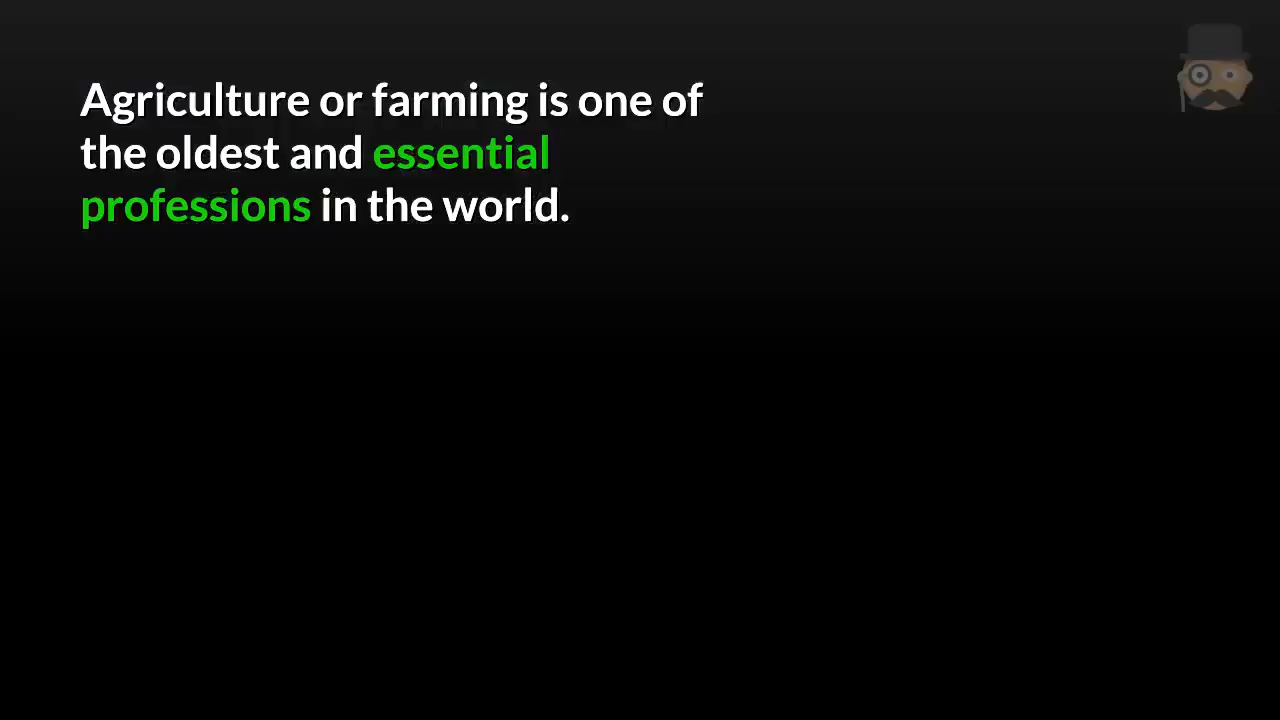 Agriculture or farming is one of
the oldest and essential
professions in the world.